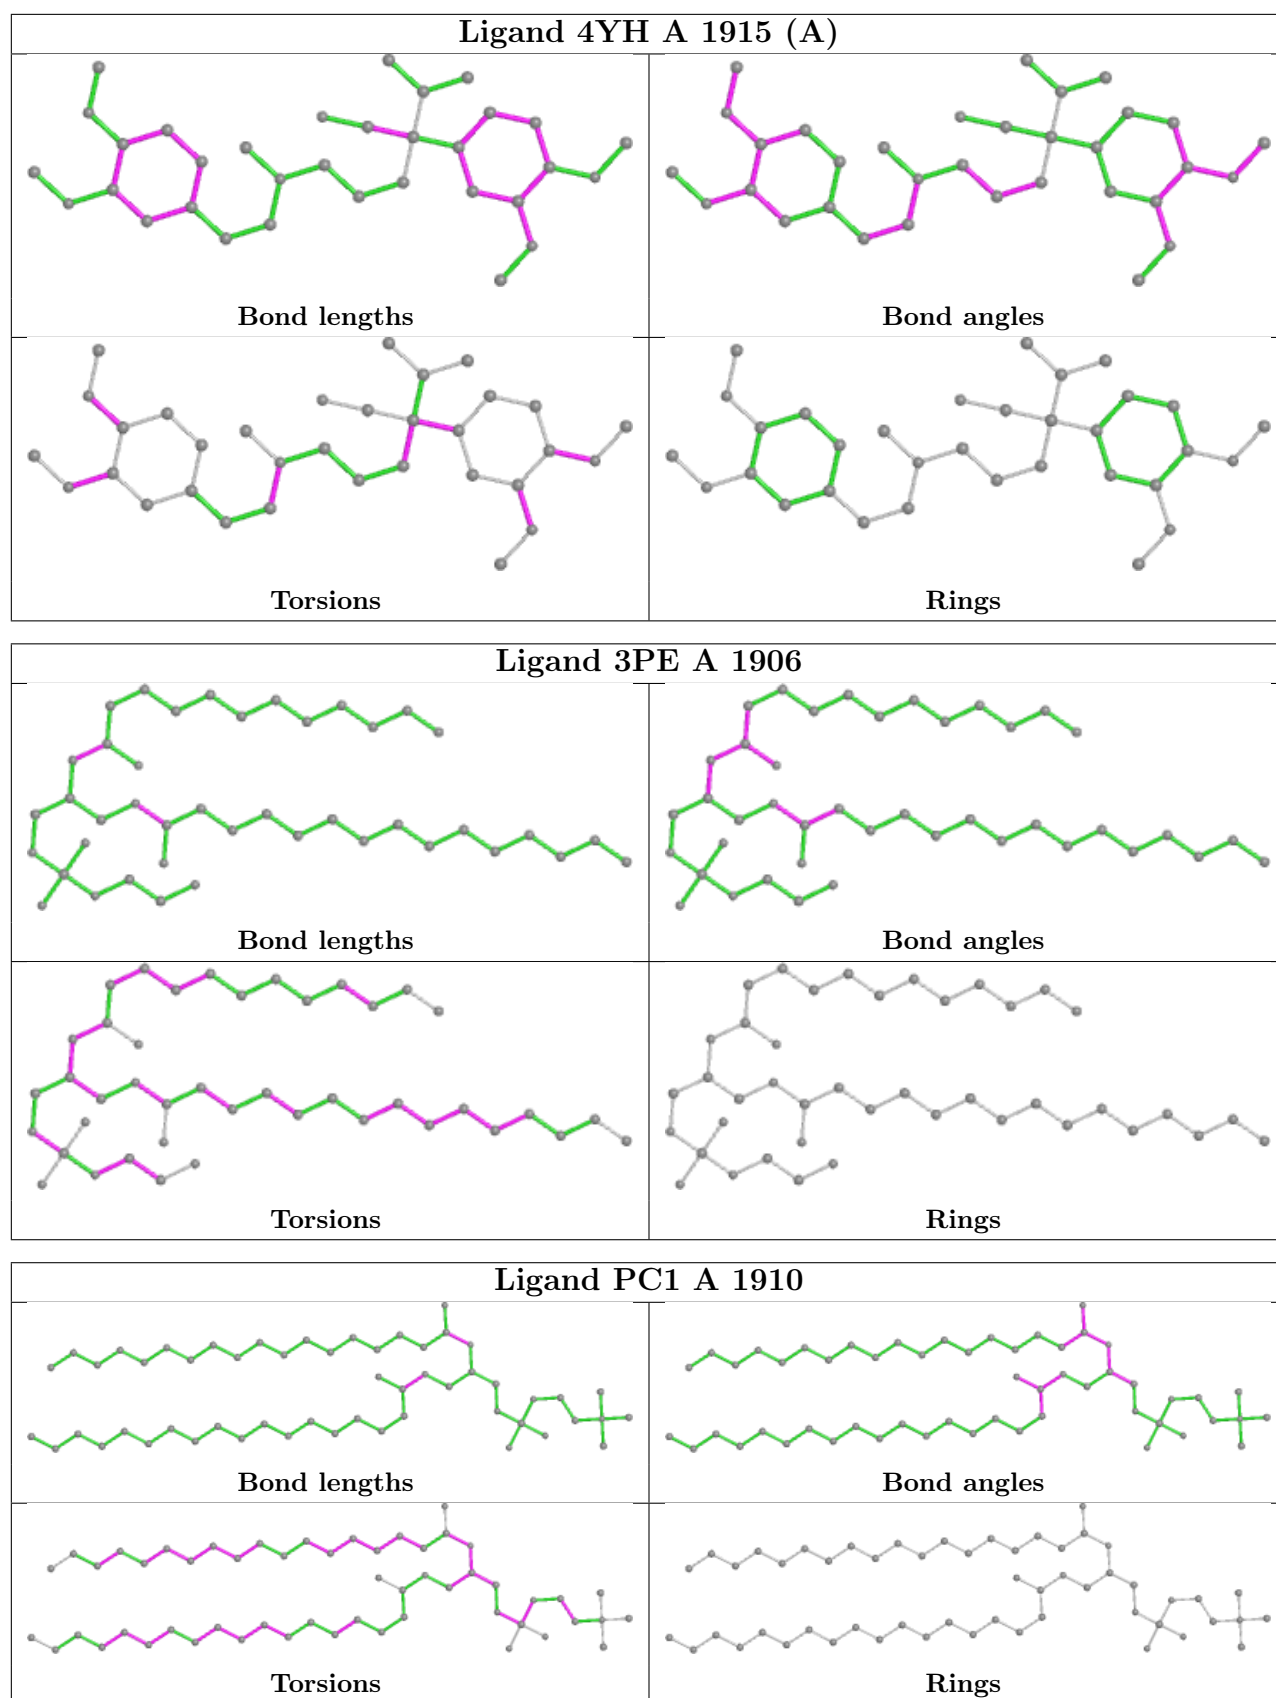 Ligand 4YH A 1915 (A)
Bond lengths
Bond angles
Torsions
Rings
Ligand 3PE A 1906
Bond lengths
Bond angles
Torsions
Rings
Ligand PC1 A 1910
Bond lengths
Bond angles
Torsions
Rings